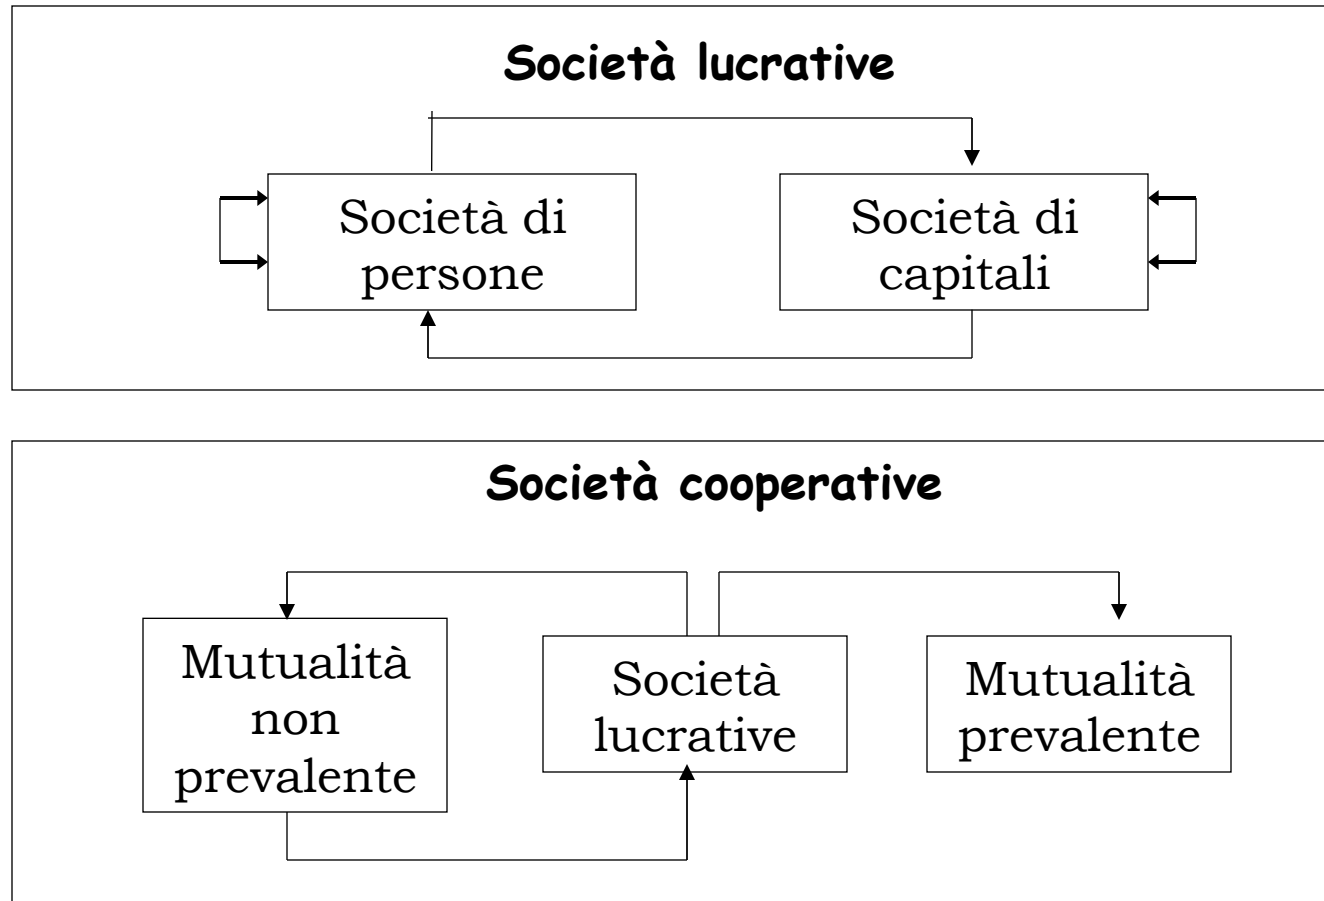 Società lucrative
Società di
persone
Società di
capitali
Società cooperative
Mutualità
non
prevalente
Società
lucrative
Mutualità
prevalente